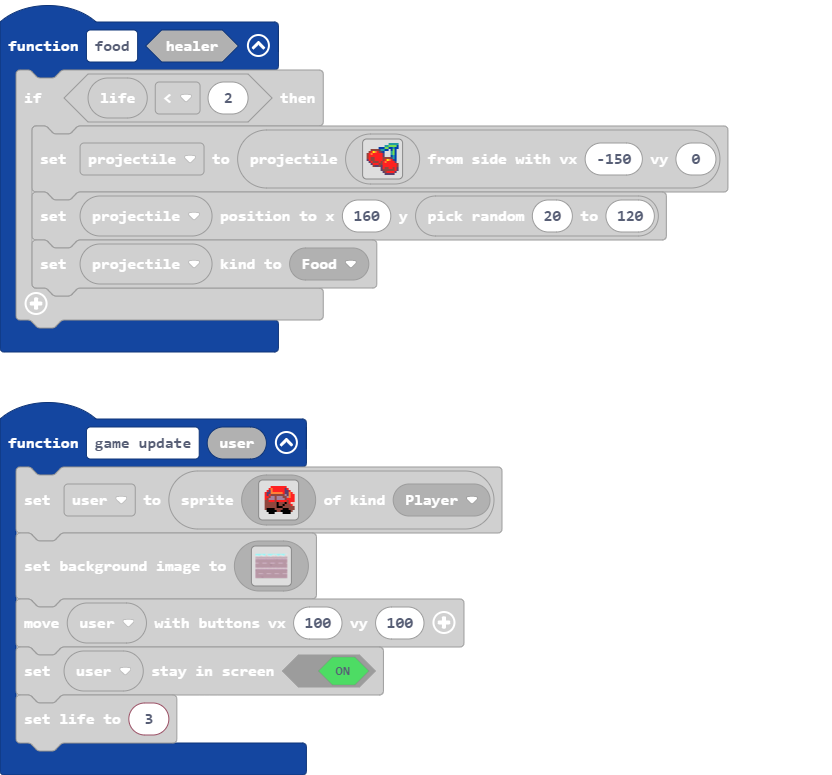 function food healer
if life < 2 then
set projectile to projectile from side with vx -150 vy 0
set projectile position to x 160 y pick random 20 to 120
set projectile kind to Food
function game update user
set user to sprite of kind Player
set background image to
move user with buttons vx 100 vy 100
set user stay in screen ON
set life to 3